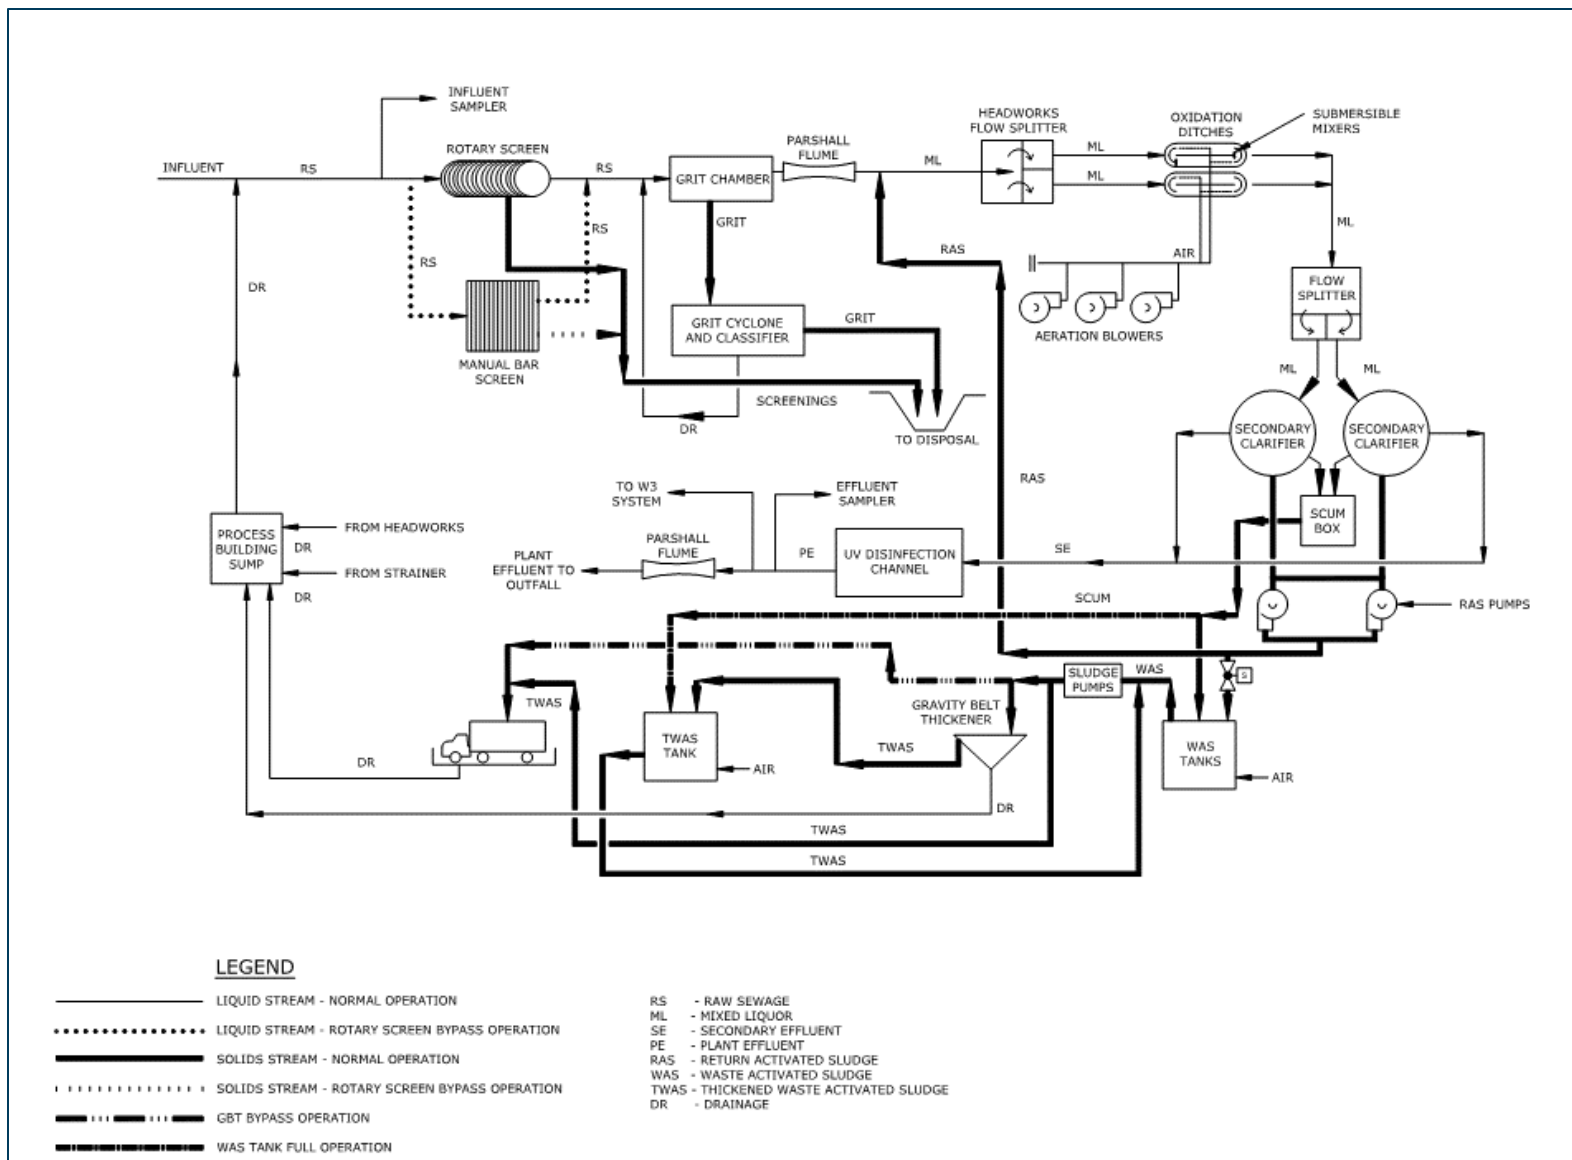 INFLUENT
SAMPLER
INFLUENT
RS
ROTARY SCREEN
RS
GRIT CHAMBER
PARSHALL
FLUME
ML
HEADWORKS
FLOW SPLITTER
ML
ML
OXIDATION
DITCHES
SUBMERSIBLE
MIXERS
ML
RS
RS
GRIT
RAS
AIR
DR
FLOW
SPLITTER
MANUAL BAR
SCREEN
GRIT CYCLONE
AND CLASSIFIER
GRIT
AERATION BLOWERS
ML
ML
SCREENINGS
DR
TO DISPOSAL
SECONDARY
CLARIFIER
SECONDARY
CLARIFIER
RAS
TO W3
SYSTEM
EFFLUENT
SAMPLER
SCUM
BOX
PROCESS
BUILDING
SUMP
FROM HEADWORKS
DR
FROM STRAINER
DR
PLANT
EFFLUENT TO
OUTFALL
PARSHALL
FLUME
PE
UV DISINFECTION
CHANNEL
SE
SCUM
RAS PUMPS
SLUDGE
PUMPS
WAS
S
GRAVITY BELT
THICKENER
TWAS
TWAS
TANK
TWAS
WAS
TANKS
DR
AIR
AIR
DR
TWAS
TWAS
LEGEND
LIQUID STREAM - NORMAL OPERATION
LIQUID STREAM - ROTARY SCREEN BYPASS OPERATION
SOLIDS STREAM - NORMAL OPERATION
SOLIDS STREAM - ROTARY SCREEN BYPASS OPERATION
GBT BYPASS OPERATION
WAS TANK FULL OPERATION
RS - RAW SEWAGE
ML - MIXED LIQUOR
SE - SECONDARY EFFLUENT
PE - PLANT EFFLUENT
RAS - RETURN ACTIVATED SLUDGE
WAS - WASTE ACTIVATED SLUDGE
TWAS - THICKENED WASTE ACTIVATED SLUDGE
DR - DRAINAGE